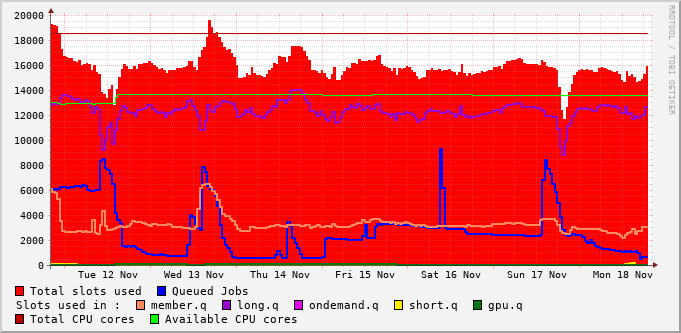 20000
18000
16000
14000
12000
10000
8000
6000
4000
2000
0
Tue 12 Nov Wed 13 Nov Thu 14 Nov Fri 15 Nov Sat 16 Nov Sun 17 Nov Mon 18 Nov
Total slots used Queued Jobs
Slots used in : member.q long.q ondemand.q short.q gpu.q
Total CPU cores Available CPU cores
RRDTOOL / TOBI OETIKER